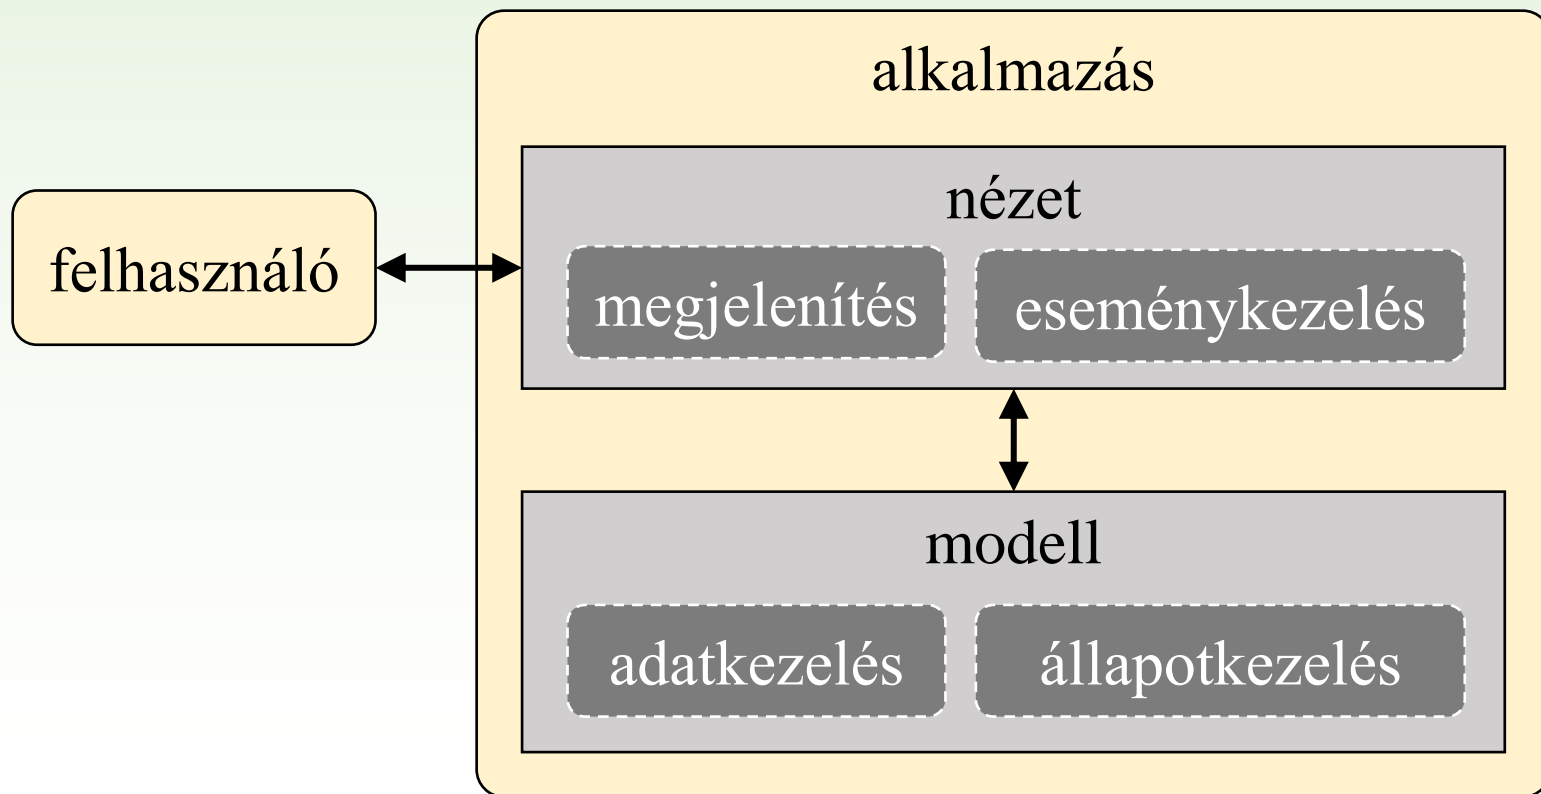 alkalmazás
nézet
felhasználó
megjelenítés
eseménykezelés
modell
adatkezelés
állapotkezelés